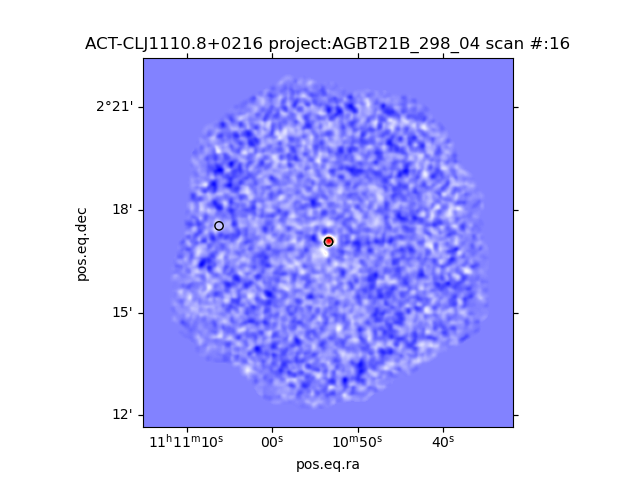 ACT-CLJ1110.8+0216 project:AGBT21B_298_04 scan #:16
2°21'
18'
15'
12'
pos.eq.dec
11ʰ11ᵐ10ˢ 00ˢ 10ᵐ50ˢ 40ˢ
pos.eq.ra